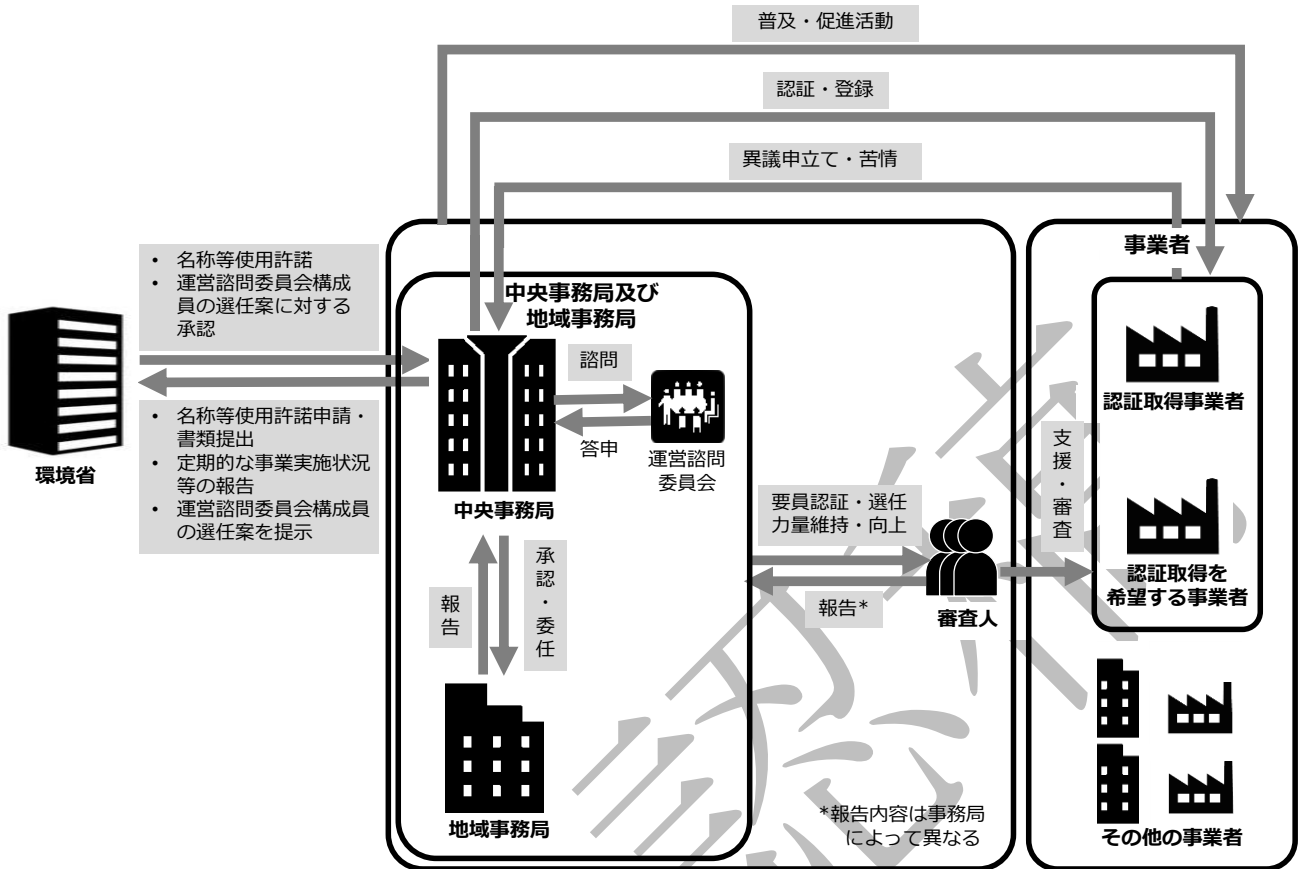 普及・促進活動
認証・登録
異議申立て・苦情
• 名称等使用許諾
• 運営諮問委員会構成
員の選任案に対する
承認
環境省
• 名称等使用許諾申請・
書類提出
• 定期的な事業実施状況
等の報告
• 運営諮問委員会構成員
の選任案を提示
中央事務局及び
地域事務局
諮問
答申
運営諮問
委員会
中央事務局
報告
承認・委任
地域事務局
要員認証・選任
力量維持・向上
報告*
審査人
*報告内容は事務局
によって異なる
支援・審査
事業者
認証取得事業者
認証取得を
希望する事業者
その他の事業者